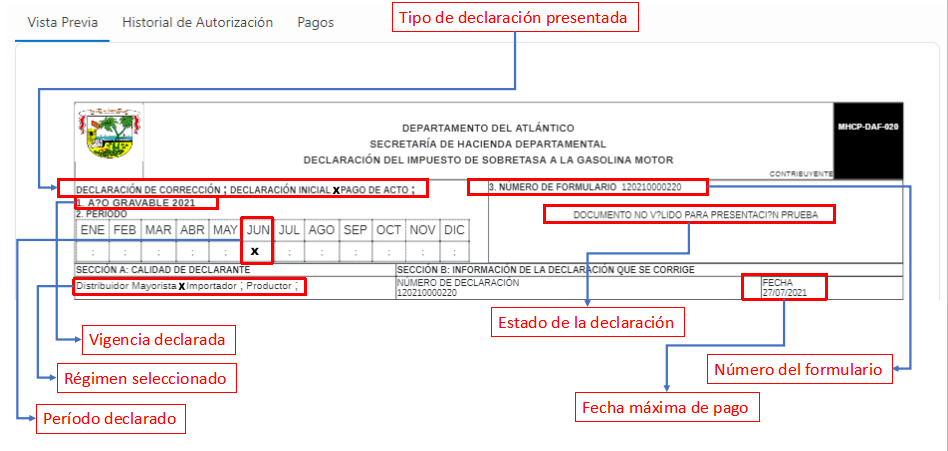 Tipo de declaración presentada
Vista Previa Historial de Autorización Pagos
DEPARTAMENTO DEL ATLÁNTICO
SECRETARÍA DE HACIENDA DEPARTAMENTAL
DECLARACIÓN DEL IMPUESTO DE SOBRETASA A LA GASOLINA MOTOR
MHCP-DAF-020
CONTRIBUYENTE
DECLARACIÓN DE CORRECCIÓN ; DECLARACIÓN INICIAL x PAGO DE ACTO ;
3. NÚMERO DE FORMULARIO 120210000220
1. A?O GRAVABLE 2021
2. PERIODO
ENE FEB MAR ABR MAY JUN JUL AGO SEP OCT NOV DIC
: : : : : x : : : : : :
DOCUMENTO NO V?LIDO PARA PRESENTACI?N PRUEBA
SECCIÓN A: CALIDAD DE DECLARANTE
SECCIÓN B: INFORMACIÓN DE LA DECLARACIÓN QUE SE CORRIGE
Distribuidor Mayorista x Importador ; Productor ;
NÚMERO DE DECLARACIÓN
120210000220
FECHA
27/07/2021
Estado de la declaración
Vigencia declarada
Número del formulario
Régimen seleccionado
Fecha máxima de pago
Período declarado